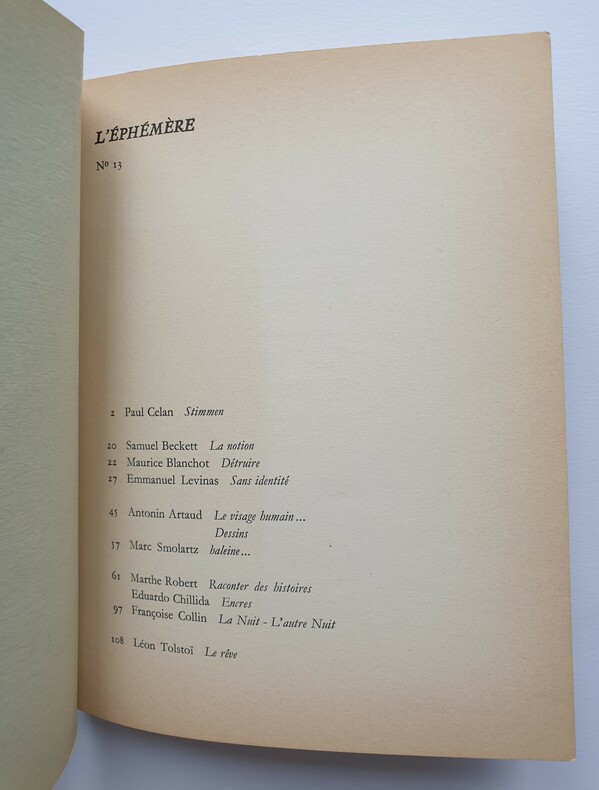 L'ÉPHÉMÈRE
Nº 13
2 Paul Celan Stimmen
20 Samuel Beckett La notion
22 Maurice Blanchot Détruire
27 Emmanuel Levinas Sans identité
45 Antonin Artaud Le visage humain...
Dessins
57 Marc Smolartz haleine...
61 Marthe Robert Raconter des histoires
Eduardo Chillida Encres
97 Françoise Collin La Nuit - L'autre Nuit
108 Léon Tolstoï Le rêve